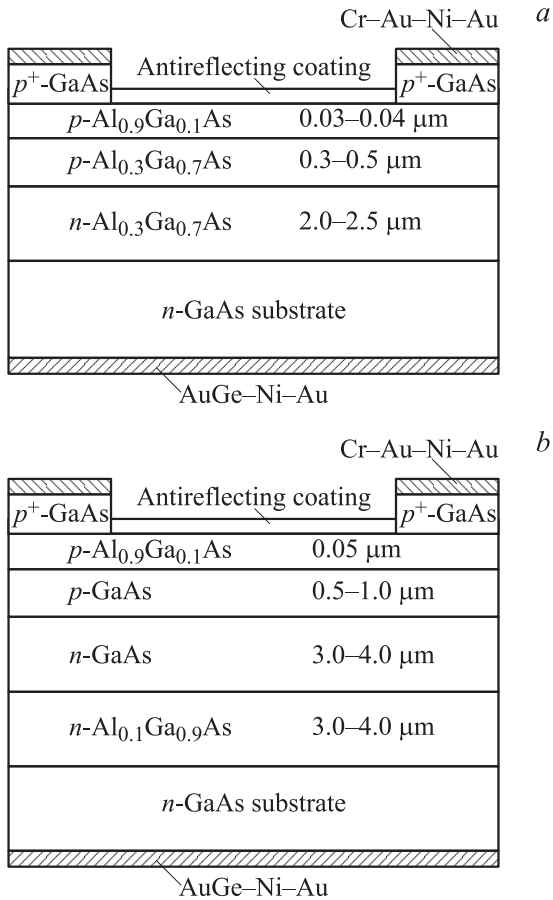 a
Cr–Au–Ni–Au
Antireflecting coating
p⁺-GaAs p⁺-GaAs
p-Al₀.₉Ga₀.₁As 0.03–0.04 μm
p-Al₀.₃Ga₀.₇As 0.3–0.5 μm
n-Al₀.₃Ga₀.₇As 2.0–2.5 μm
n-GaAs substrate
AuGe–Ni–Au
b
Cr–Au–Ni–Au
Antireflecting coating
p⁺-GaAs p⁺-GaAs
p-Al₀.₉Ga₀.₁As 0.05 μm
p-GaAs 0.5–1.0 μm
n-GaAs 3.0–4.0 μm
n-Al₀.₁Ga₀.₉As 3.0–4.0 μm
n-GaAs substrate
AuGe–Ni–Au